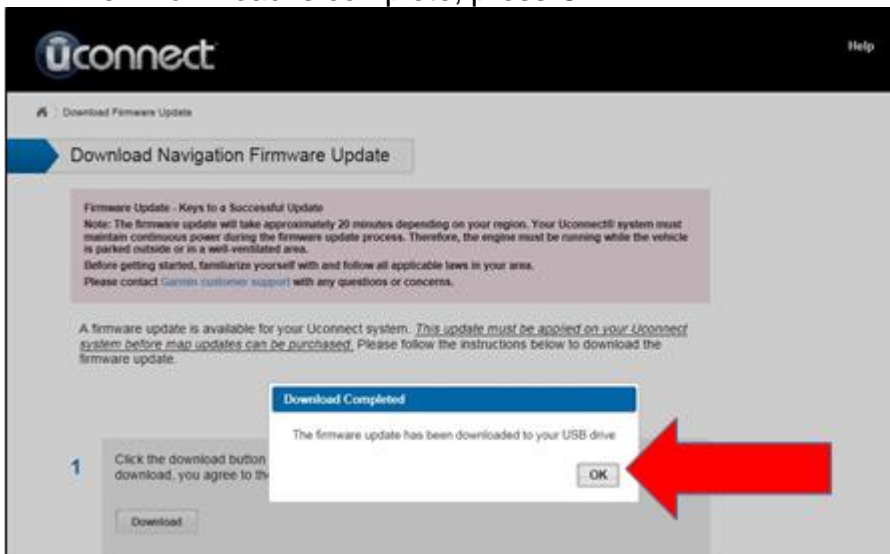 ūconnect
Help
Download Firmware Update
Download Navigation Firmware Update
Firmware Update - Keys to a Successful Update
Note: The firmware update will take approximately 20 minutes depending on your region. Your Uconnect® system must
maintain continuous power during the firmware update process. Therefore, the engine must be running while the vehicle
is parked outside or in a well-ventilated area.
Before getting started, familiarize yourself with and follow all applicable laws in your area.
Please contact Garmin customer support with any questions or concerns.
A firmware update is available for your Uconnect system. This update must be applied on your Uconnect
system before map updates can be purchased. Please follow the instructions below to download the
firmware update.
Download Completed
The firmware update has been downloaded to your USB drive
OK
1
Click the download button
download, you agree to the
Download